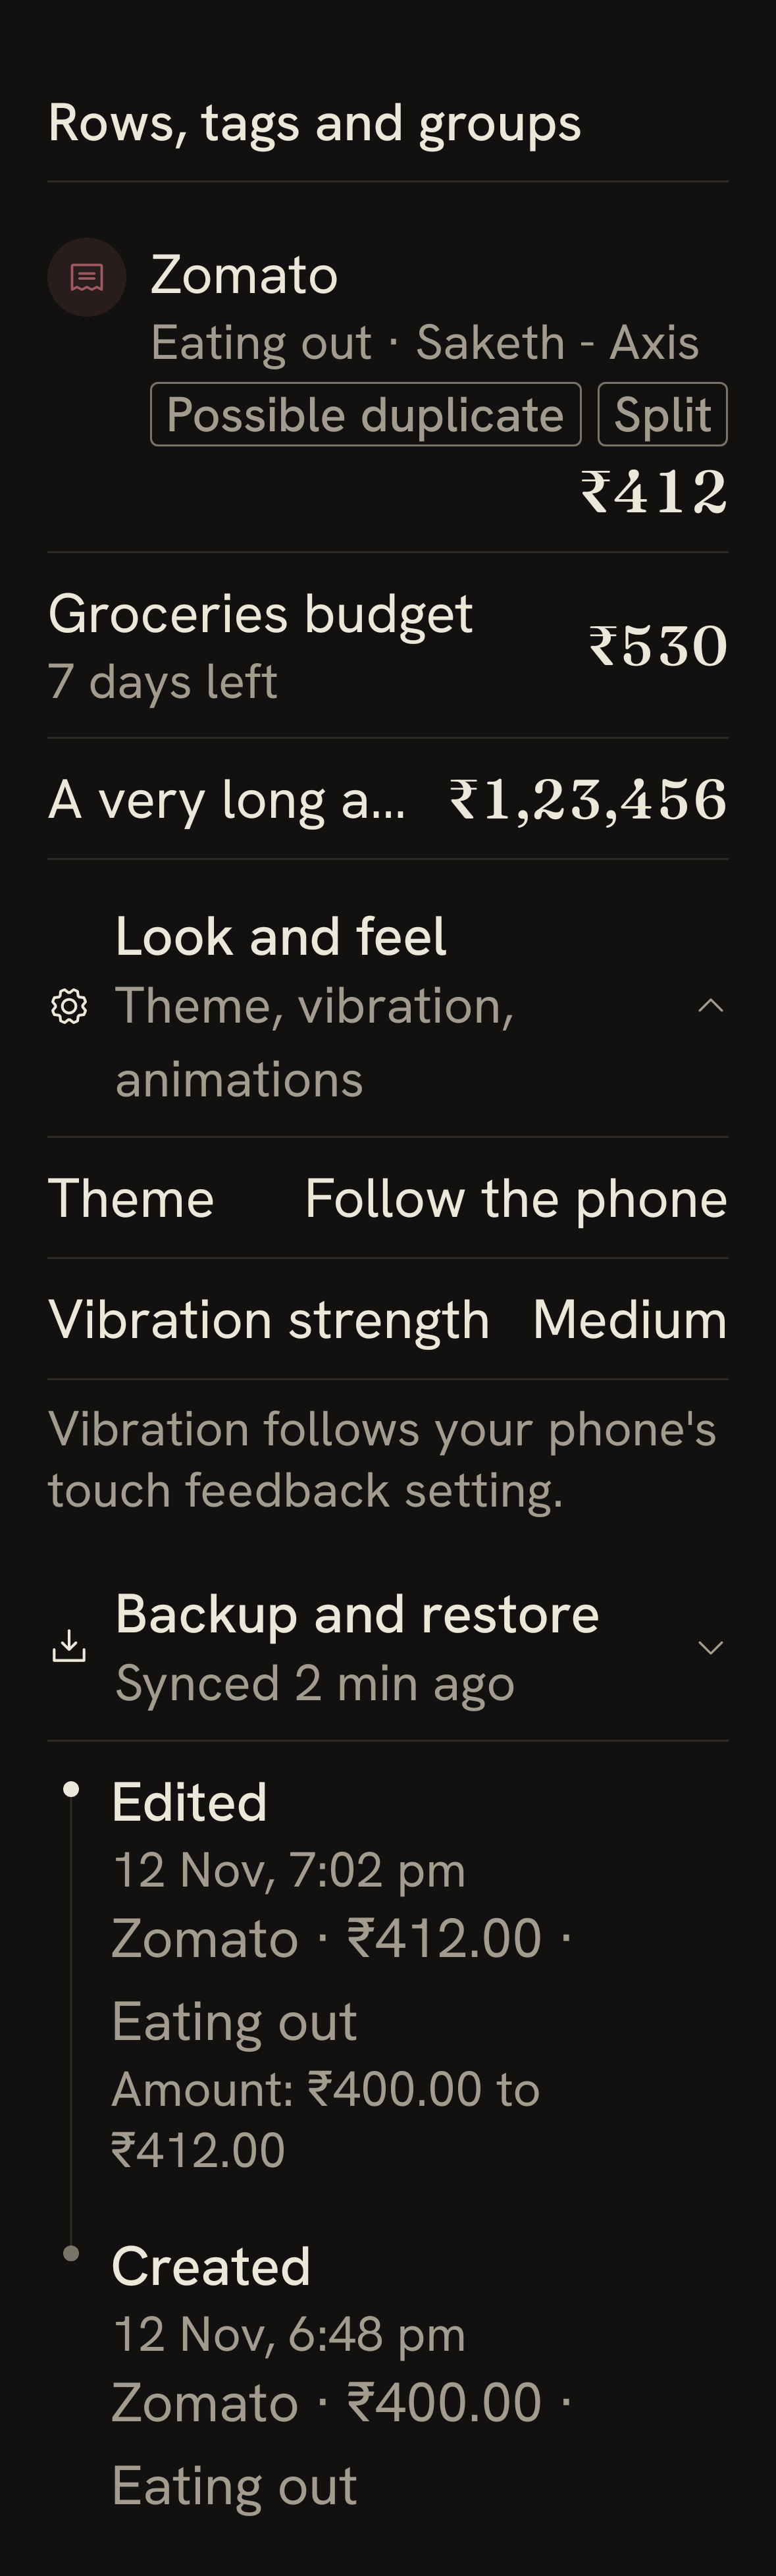 Rows, tags and groups
Zomato
Eating out · Saketh - Axis
Possible duplicate Split
₹412
Groceries budget
7 days left
₹530
A very long a... ₹1,23,456
Look and feel
Theme, vibration,
animations
Theme Follow the phone
Vibration strength Medium
Vibration follows your phone's
touch feedback setting.
Backup and restore
Synced 2 min ago
Edited
12 Nov, 7:02 pm
Zomato · ₹412.00 ·
Eating out
Amount: ₹400.00 to
₹412.00
Created
12 Nov, 6:48 pm
Zomato · ₹400.00 ·
Eating out